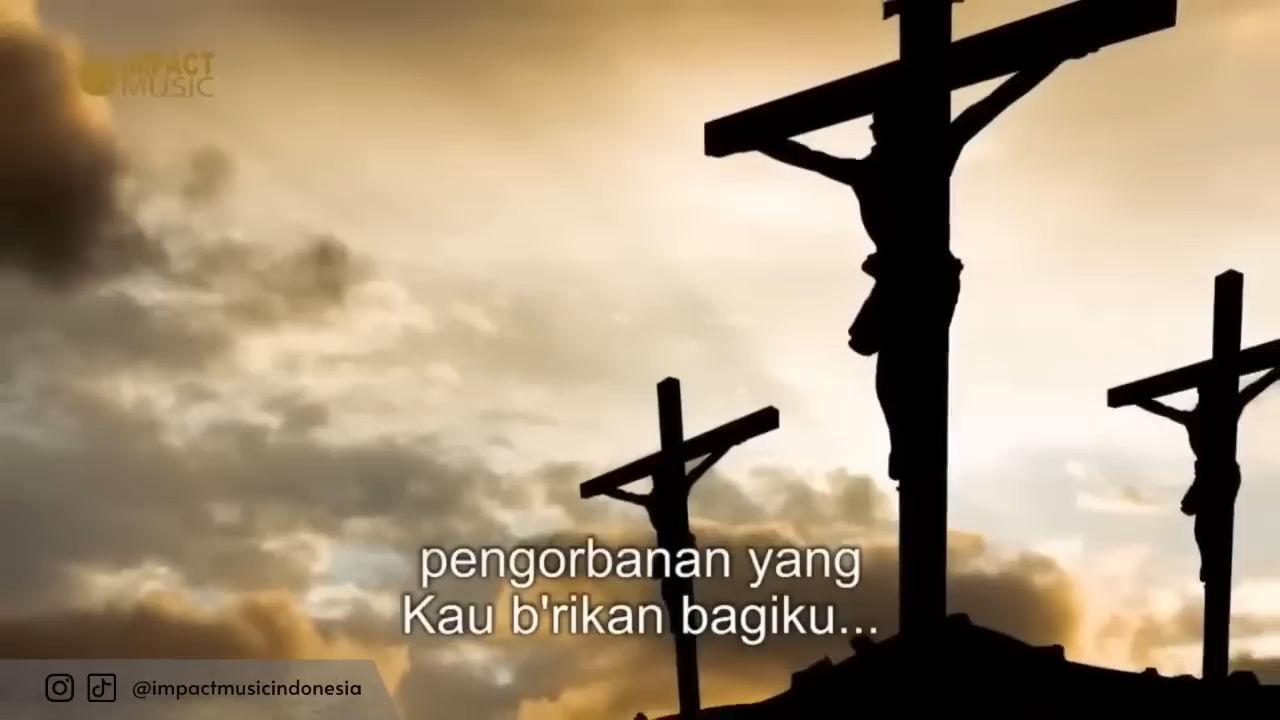 IMPACT
MUSIC
pengorbanan yang
Kau b'rikan bagiku...
@impactmusicindonesia